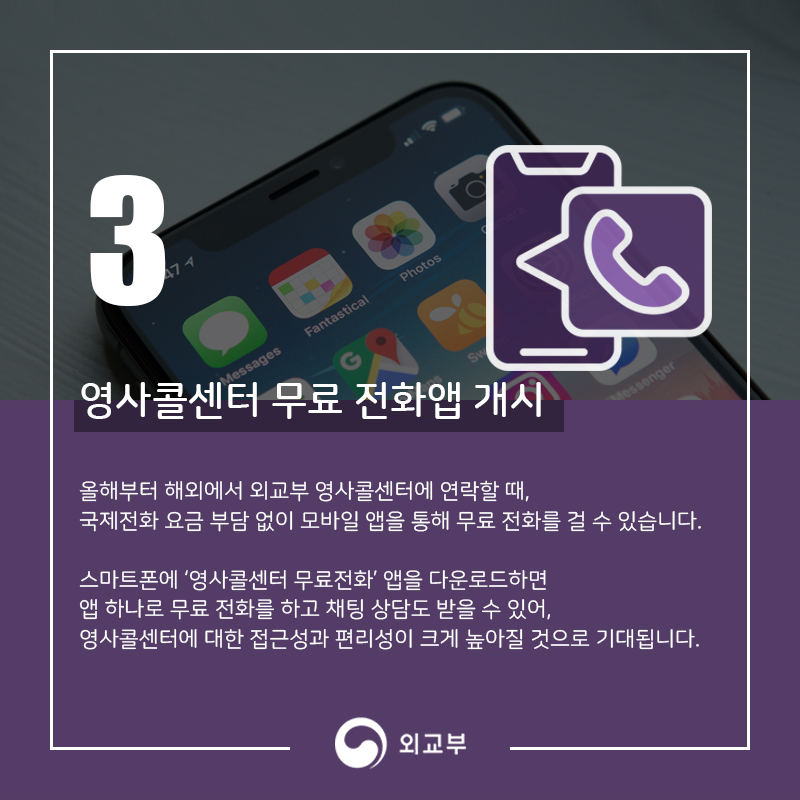 3
47
Messages
Fantastical
Photos
Messenger
영사콜센터 무료 전화앱 개시
올해부터 해외에서 외교부 영사콜센터에 연락할 때,
국제전화 요금 부담 없이 모바일 앱을 통해 무료 전화를 걸 수 있습니다.
스마트폰에 ‘영사콜센터 무료전화’ 앱을 다운로드하면
앱 하나로 무료 전화를 하고 채팅 상담도 받을 수 있어,
영사콜센터에 대한 접근성과 편리성이 크게 높아질 것으로 기대됩니다.
외교부